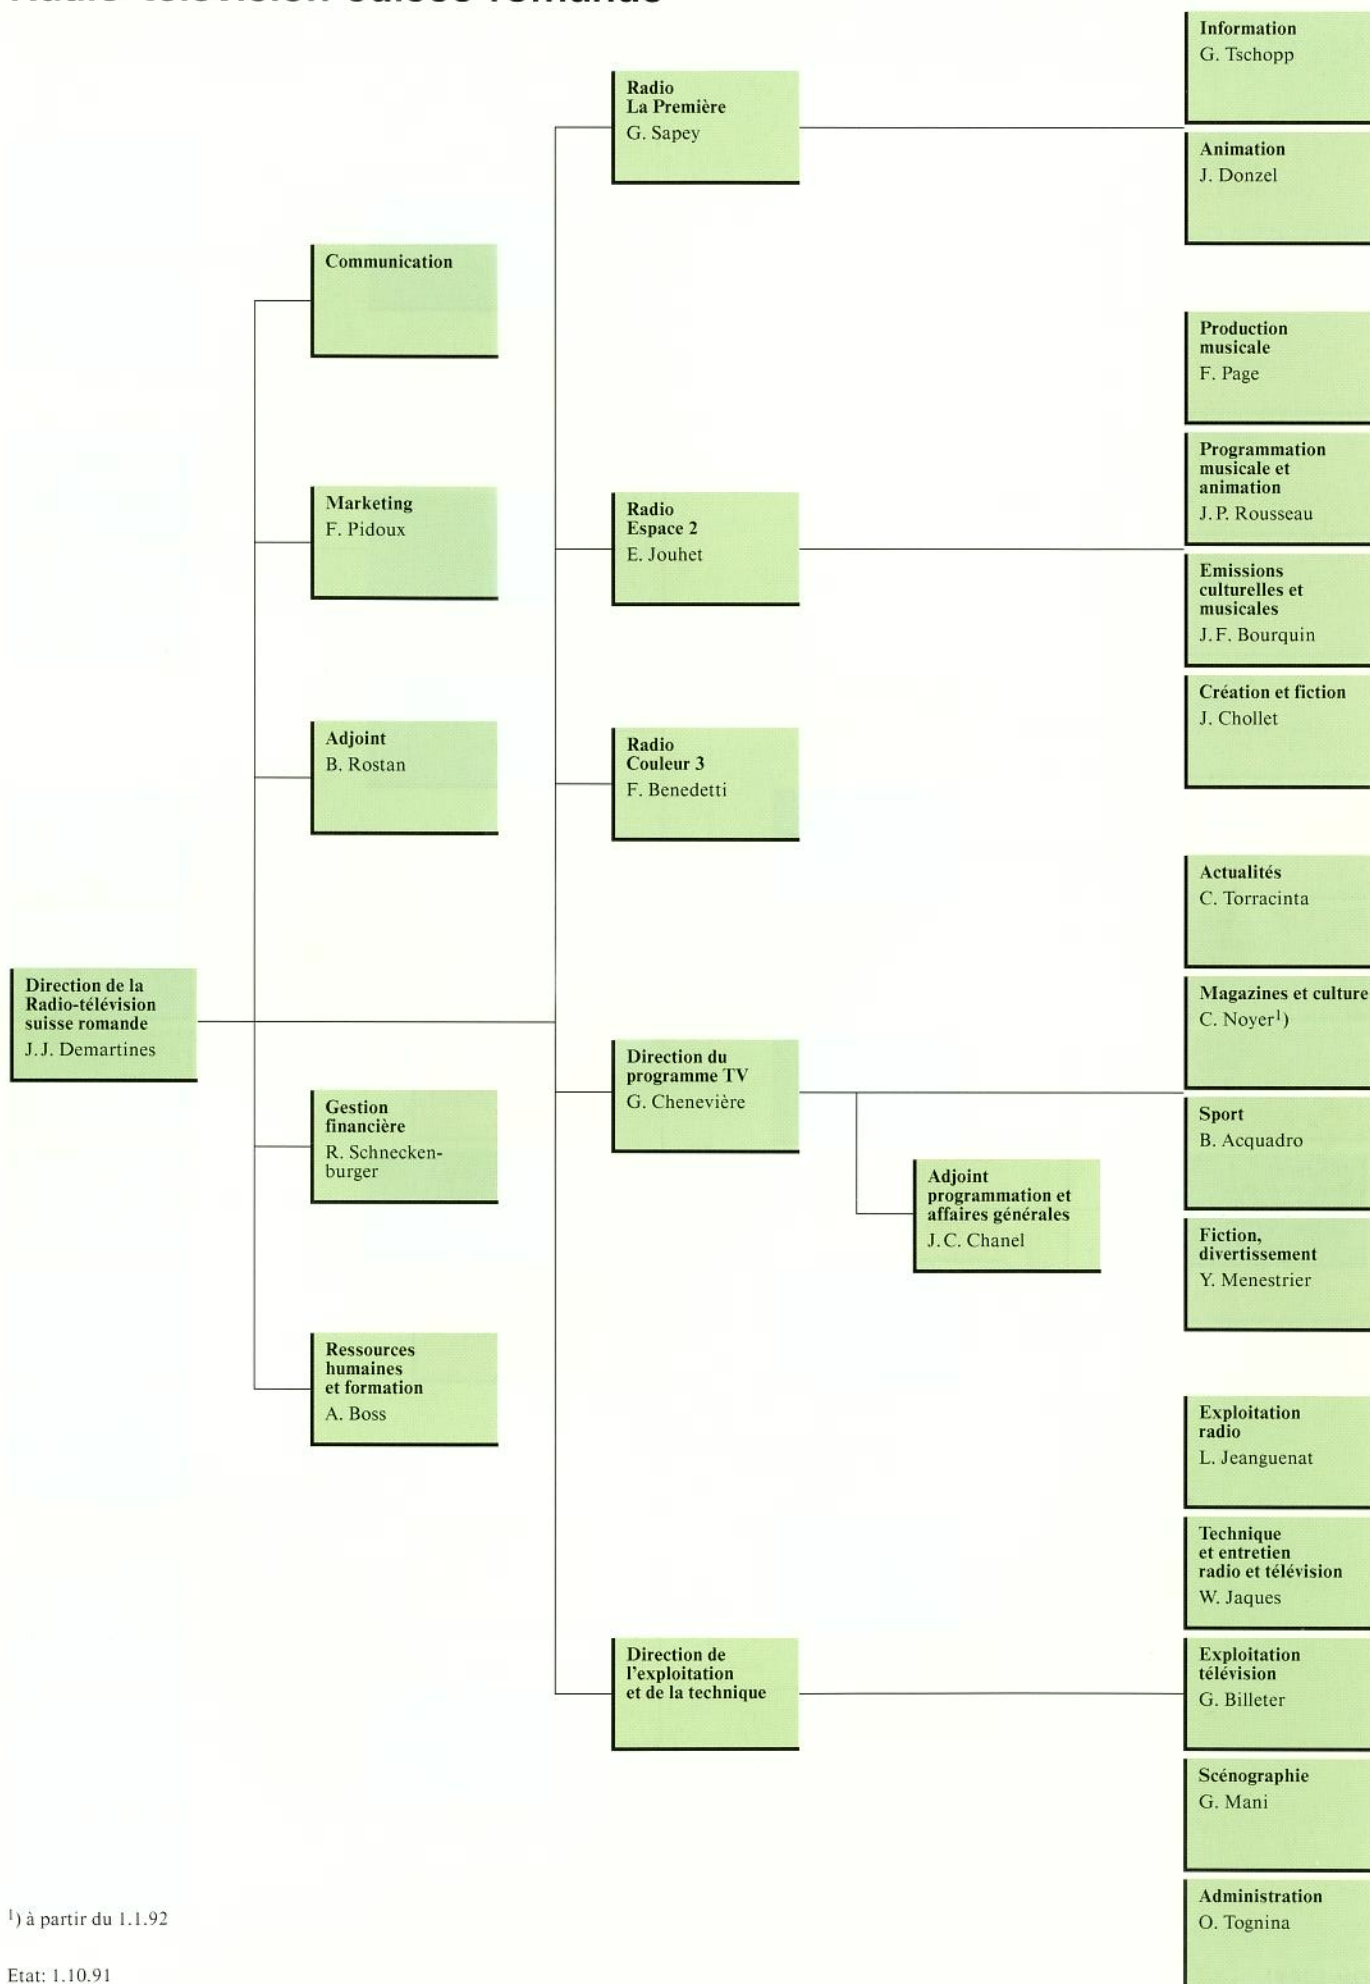 Information
G. Tschopp
Radio
La Première
G. Sapey
Animation
J. Donzel
Communication
Production
musicale
F. Page
Programmation
musicale et
animation
J.P. Rousseau
Marketing
F. Pidoux
Radio
Espace 2
E. Jouhet
Emissions
culturelles et
musicales
J.F. Bourquin
Création et fiction
J. Chollet
Adjoint
B. Rostan
Radio
Couleur 3
F. Benedetti
Actualités
C. Torracinta
Direction de la
Radio-télévision
suisse romande
J.J. Demartines
Magazines et culture
C. Noyer¹)
Direction du
programme TV
G. Chenevière
Gestion
financière
R. Schnecken-
burger
Sport
B. Acquadro
Adjoint
programmation et
affaires générales
J.C. Chanel
Fiction,
divertissement
Y. Menestrier
Ressources
humaines
et formation
A. Boss
Exploitation
radio
L. Jeanguenat
Technique
et entretien
radio et télévision
W. Jaques
Direction de
l'exploitation
et de la technique
Exploitation
télévision
G. Billeter
Scénographie
G. Mani
Administration
O. Tognina
¹) à partir du 1.1.92
Etat: 1.10.91